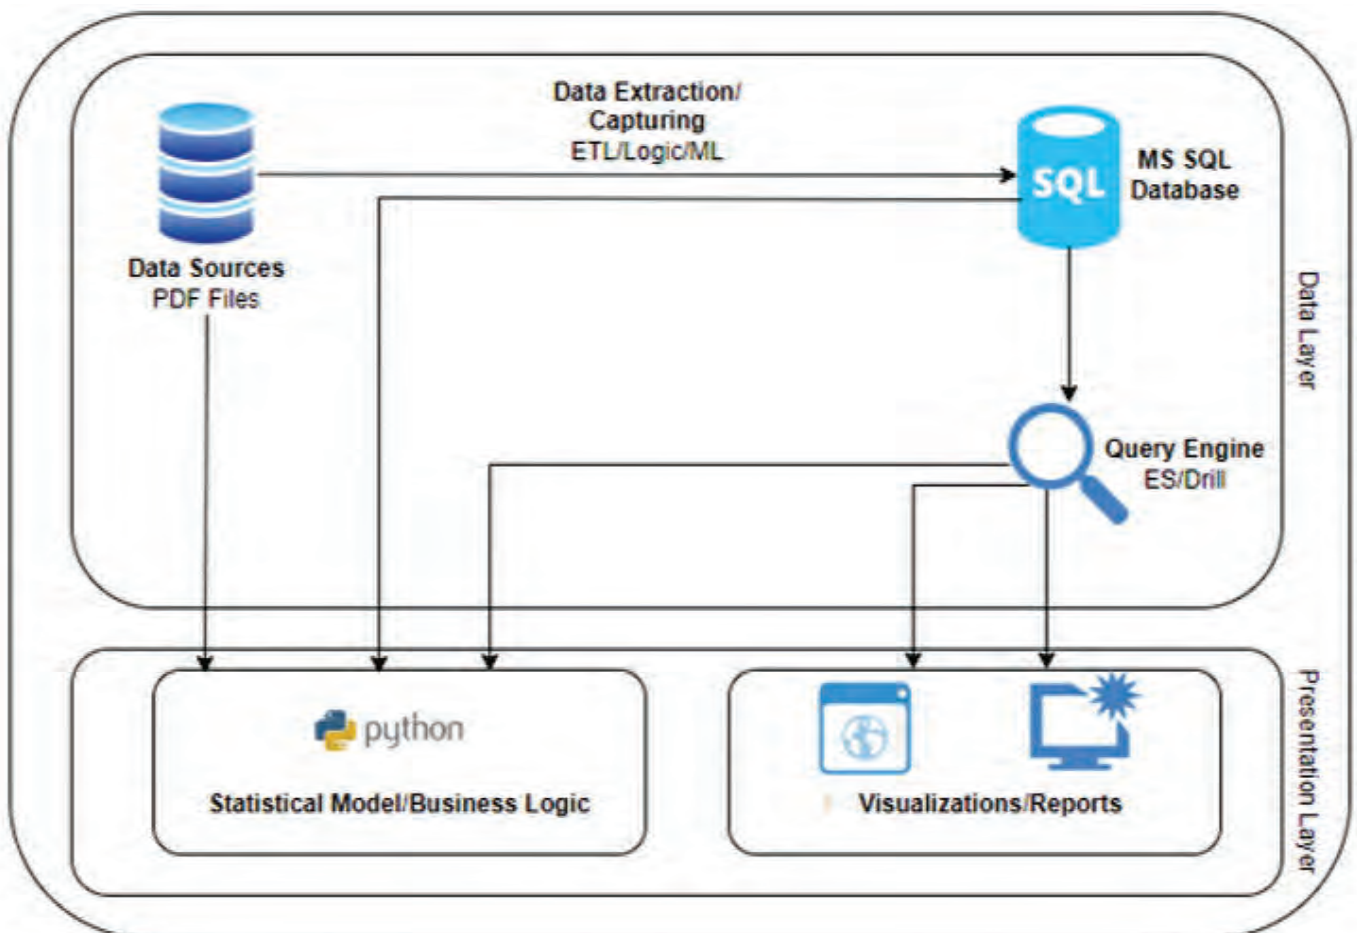 Data Extraction/
Capturing
ETL/Logic/ML
SQL
MS SQL
Database
Data Sources
PDF Files
Data Layer
Query Engine
ES/Drill
python
Statistical Model/Business Logic
Visualizations/Reports
Presentation Layer